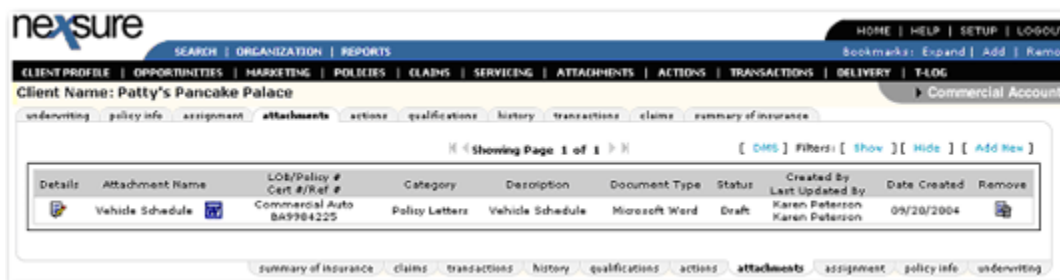 nexsure
HOME | HELP | SETUP | LOGOU
SEARCH | ORGANIZATION | REPORTS
Bookmarks: Expand | Add | Remo
CLIENT PROFILE | OPPORTUNITIES | MARKETING | POLICIES | CLAIMS | SERVICING | ATTACHMENTS | ACTIONS | TRANSACTIONS | DELIVERY | T-LOG
Client Name: Patty's Pancake Palace
Commercial Account
underwriting policy info assignment attachments actions qualifications history transactions claims summary of insurance
Showing Page 1 of 1
[ DMS ] Filters: [ Show ][ Hide ] [ Add New ]
Details Attachment Name LOB/Policy # Cert #/Ref # Category Description Document Type Status Created By Last Updated By Date Created Remove
Vehicle Schedule Commercial Auto BA9984225 Policy Letters Vehicle Schedule Microsoft Word Draft Karen Peterson Karen Peterson 09/20/2004
summary of insurance claims transactions history qualifications actions attachments assignment policy info underwriting